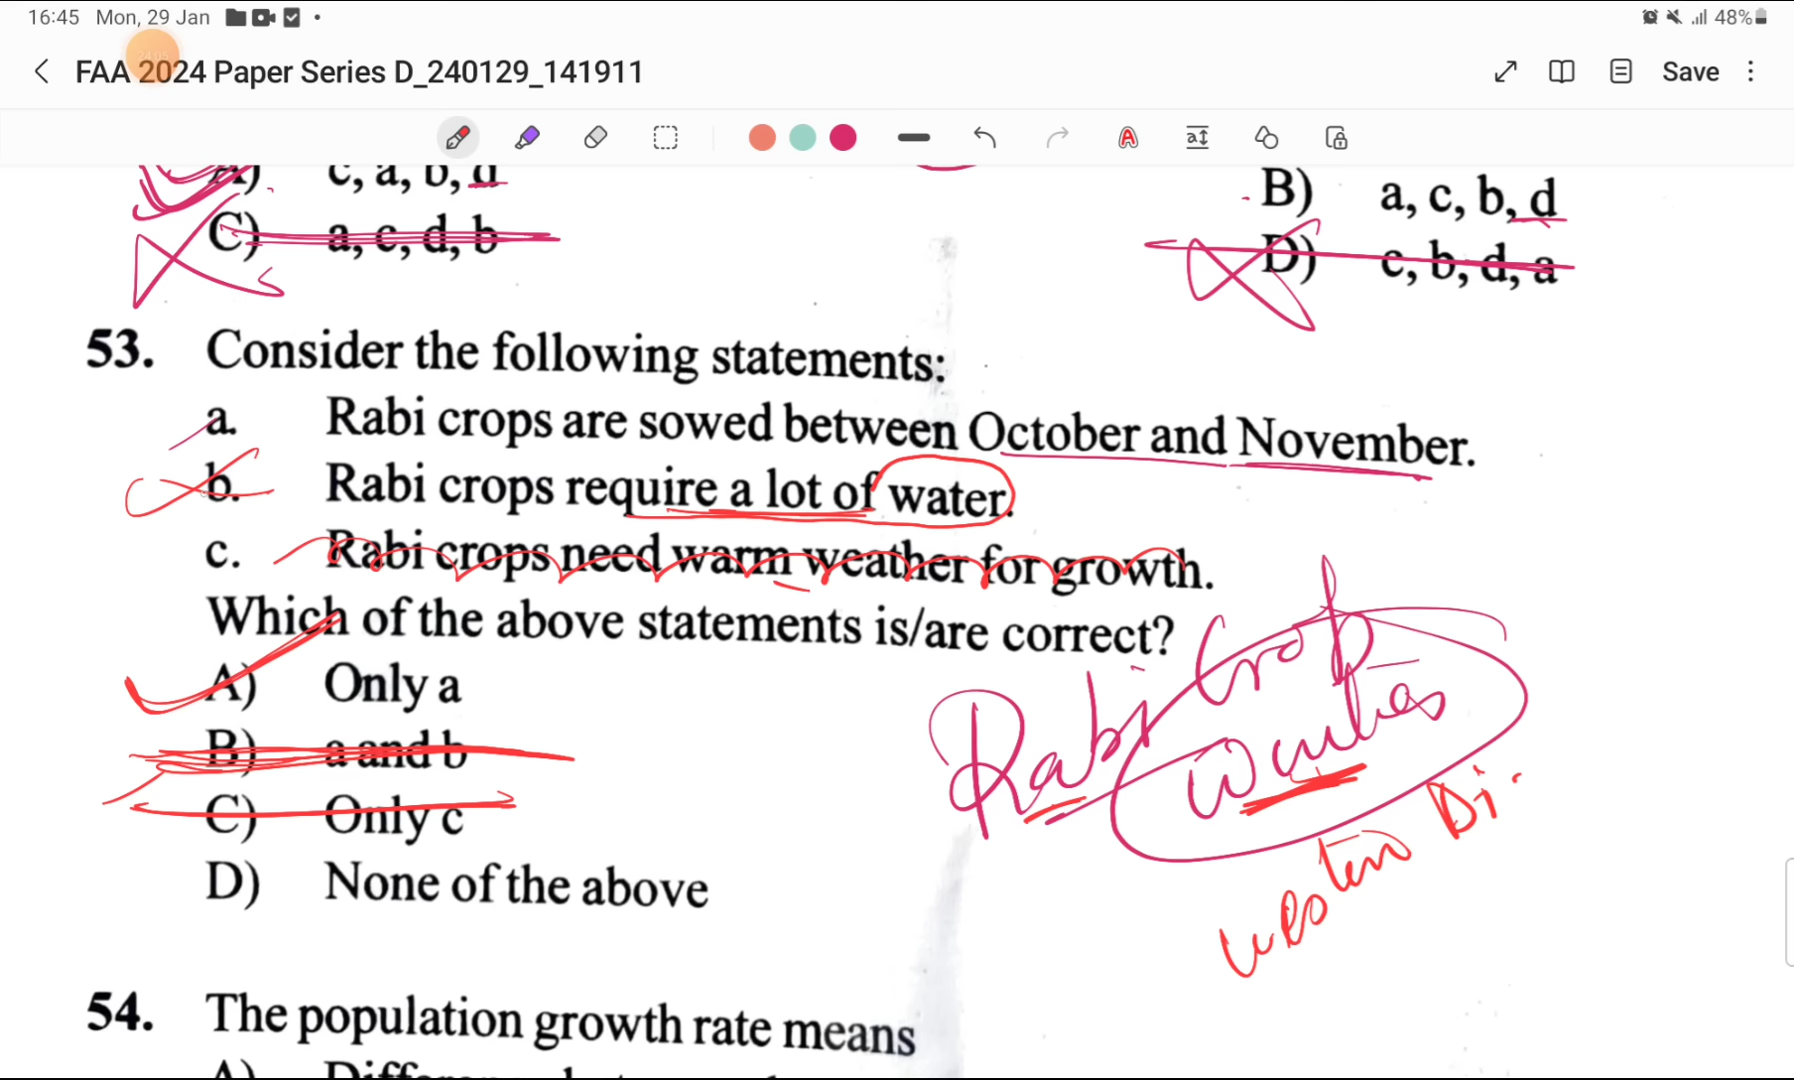 16:45 Mon, 29 Jan 48%
FAA 2024 Paper Series D_240129_141911 Save
A) c, a, b, d B) a, c, b, d
C) a, c, d, b D) c, b, d, a
53. Consider the following statements:
a. Rabi crops are sowed between October and November.
b. Rabi crops require a lot of water.
c. Rabi crops need warm weather for growth.
Which of the above statements is/are correct?
A) Only a
B) a and b
C) Only c
D) None of the above
Rabi Crop
western Di
54. The population growth rate means